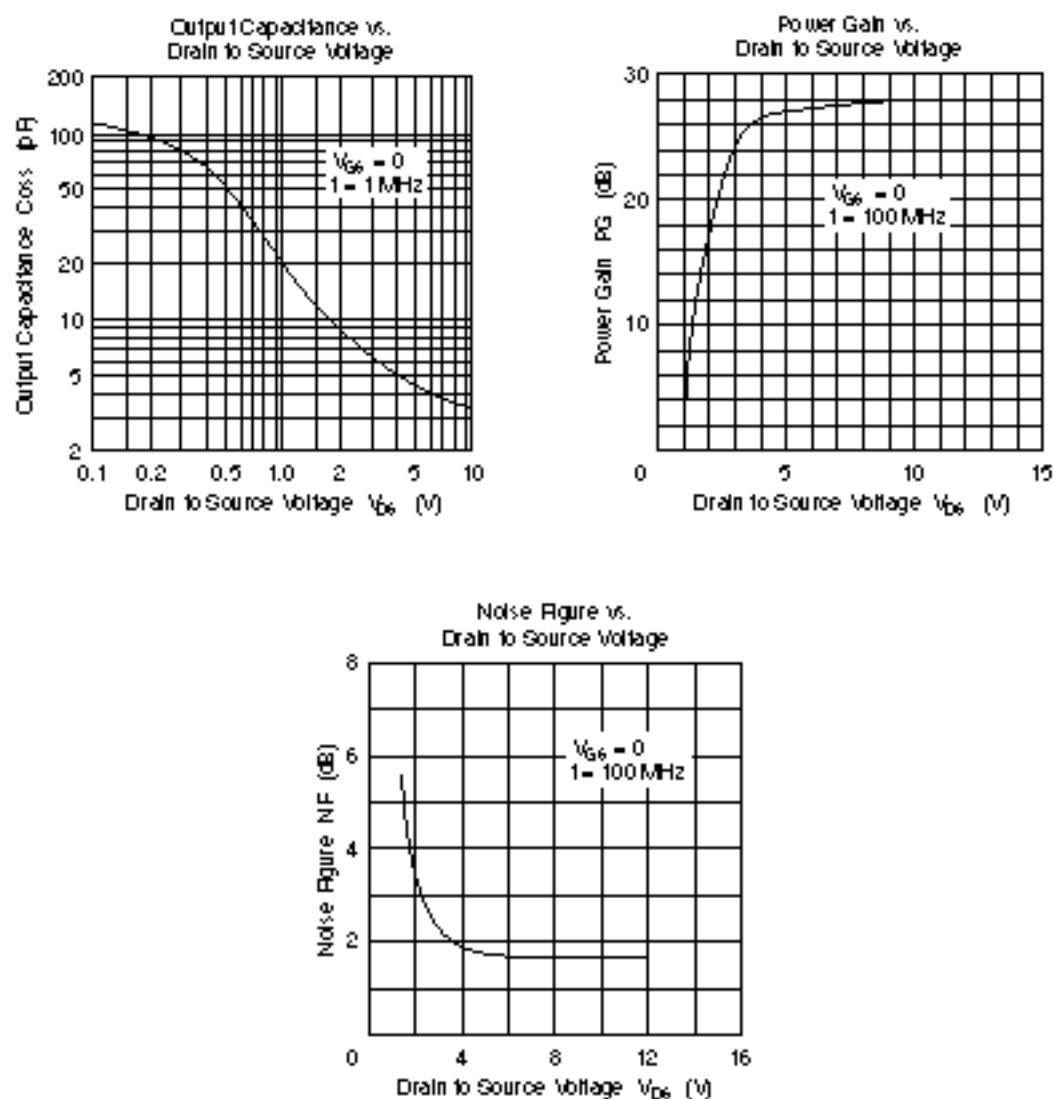 Output Capacitance vs.
Drain to Source Voltage
200
100
50
20
10
5
2
Output Capacitance Coss (pF)
VGS = 0
f = 1 MHz
0.1 0.2 0.5 1.0 2 5 10
Drain to Source Voltage VDS (V)
Power Gain vs.
Drain to Source Voltage
30
20
10
0 5 10 15
Power Gain PG (dB)
VGS = 0
f = 100 MHz
Drain to Source Voltage VDS (V)
Noise Figure vs.
Drain to Source Voltage
8
6
4
2
0 4 8 12 16
Noise Figure NF (dB)
VGS = 0
f = 100 MHz
Drain to Source Voltage VDS (V)